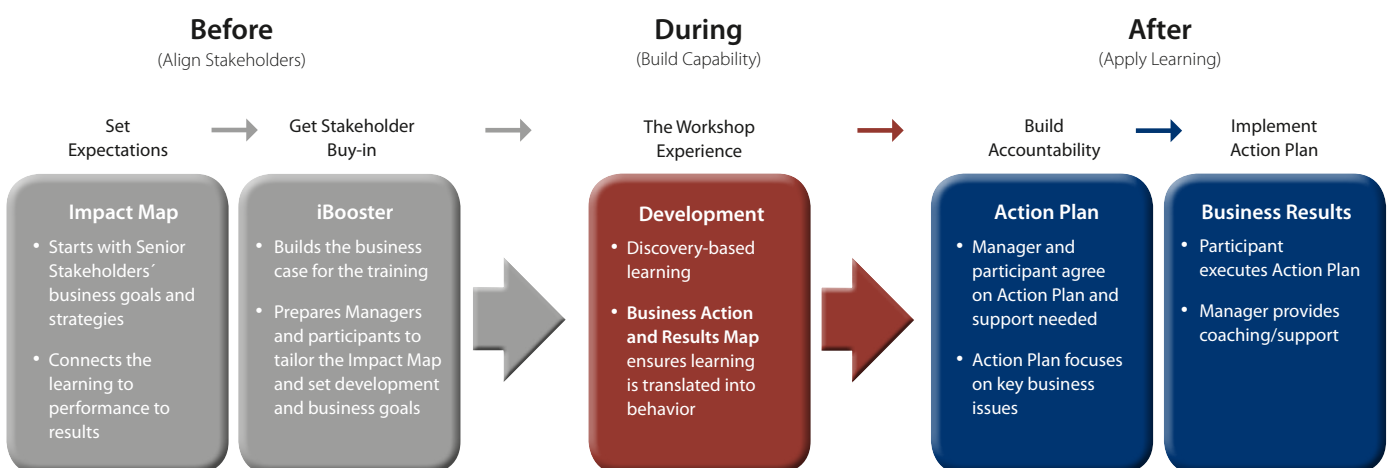 Before
(Align Stakeholders)
During
(Build Capability)
After
(Apply Learning)
Set
Expectations
Get Stakeholder
Buy-in
The Workshop
Experience
Build
Accountability
Implement
Action Plan
Impact Map
• Starts with Senior
Stakeholders´
business goals and
strategies
• Connects the
learning to
performance to
results
iBooster
• Builds the business
case for the training
• Prepares Managers
and participants to
tailor the Impact Map
and set development
and business goals
Development
• Discovery-based
learning
• Business Action
and Results Map
ensures learning
is translated into
behavior
Action Plan
• Manager and
participant agree
on Action Plan and
support needed
• Action Plan focuses
on key business
issues
Business Results
• Participant
executes Action Plan
• Manager provides
coaching/support